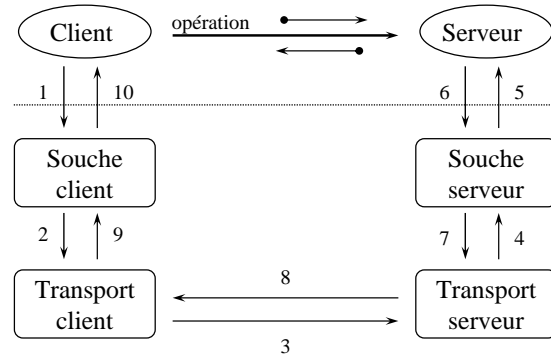 Client
opération
Serveur
1
10
6
5
Souche
client
Souche
serveur
2
9
7
4
Transport
client
8
3
Transport
serveur